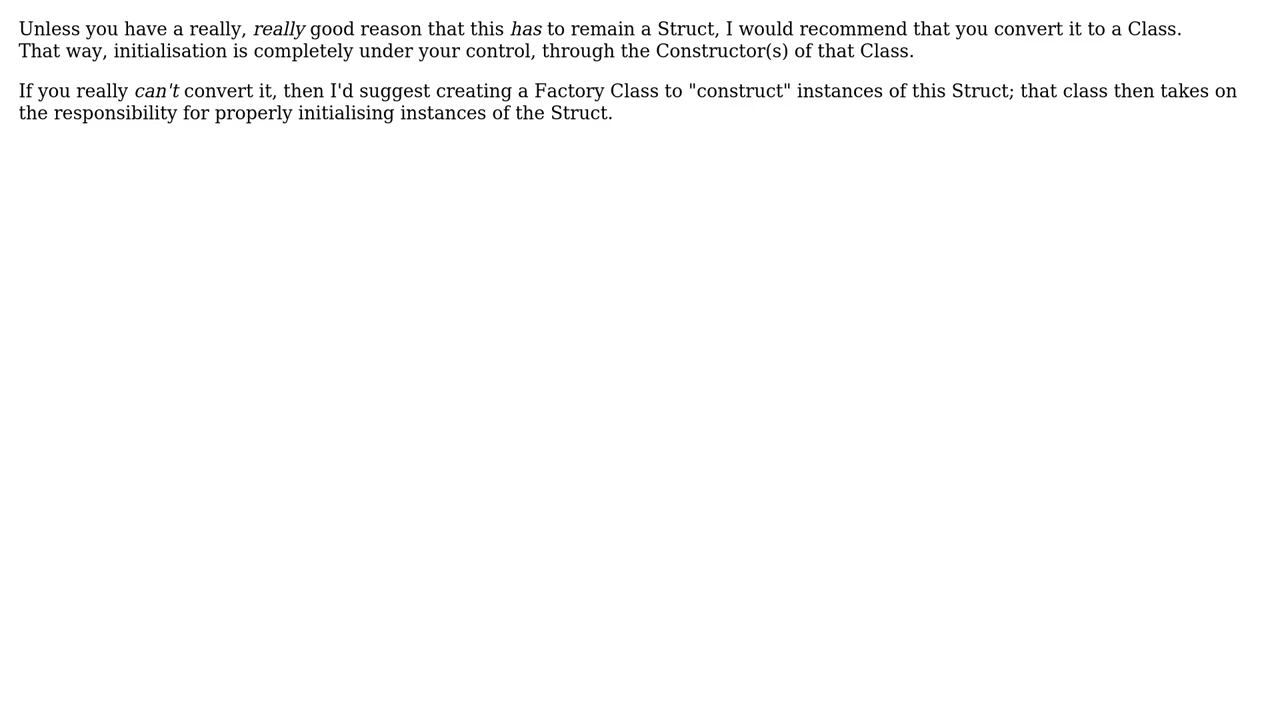 Unless you have a really, really good reason that this has to remain a Struct, I would recommend that you convert it to a Class.
That way, initialisation is completely under your control, through the Constructor(s) of that Class.
If you really can't convert it, then I'd suggest creating a Factory Class to "construct" instances of this Struct; that class then takes on
the responsibility for properly initialising instances of the Struct.